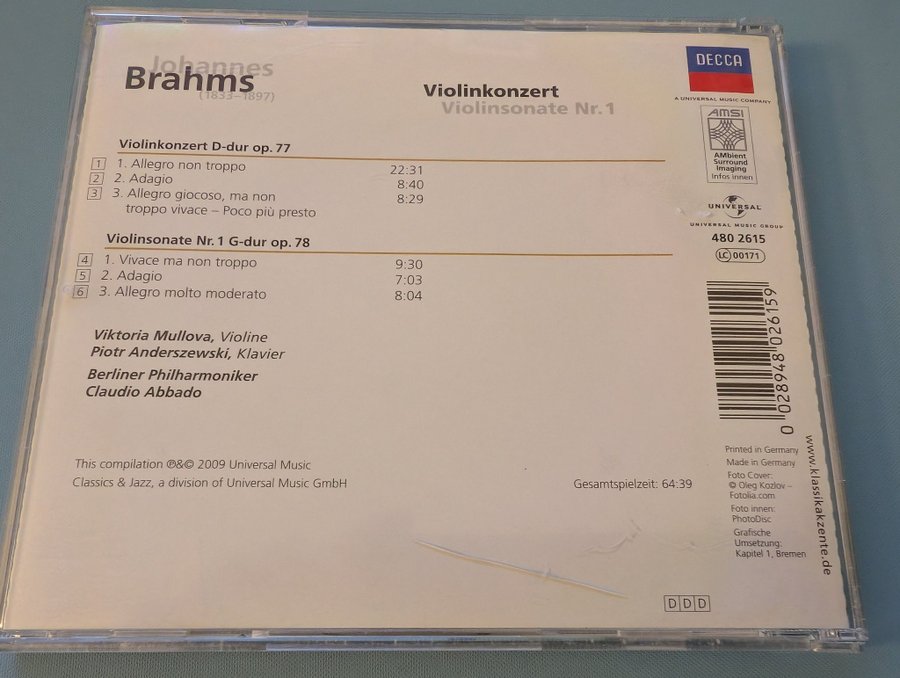 Johannes
Brahms
(1833–1897)
Violinkonzert
Violinsonate Nr. 1
Violinkonzert D-dur op. 77
1 1. Allegro non troppo 22:31
2 2. Adagio 8:40
3 3. Allegro giocoso, ma non 8:29
troppo vivace – Poco più presto
Violinsonate Nr. 1 G-dur op. 78
4 1. Vivace ma non troppo 9:30
5 2. Adagio 7:03
6 3. Allegro molto moderato 8:04
Viktoria Mullova, Violine
Piotr Anderszewski, Klavier
Berliner Philharmoniker
Claudio Abbado
This compilation ℗&© 2009 Universal Music
Classics & Jazz, a division of Universal Music GmbH
Gesamtspielzeit: 64:39
DDD
DECCA
A UNIVERSAL MUSIC COMPANY
AMSI
AMbient
Surround
Imaging
Infos innen
UNIVERSAL
UNIVERSAL MUSIC GROUP
480 2615
LC 00171
0 028948 026159
Printed in Germany
Made in Germany
Foto Cover:
© Oleg Kozlov –
Fotolia.com
Foto innen:
PhotoDisc
Grafische
Umsetzung:
Kapitel 1, Bremen
www.klassikakzente.de